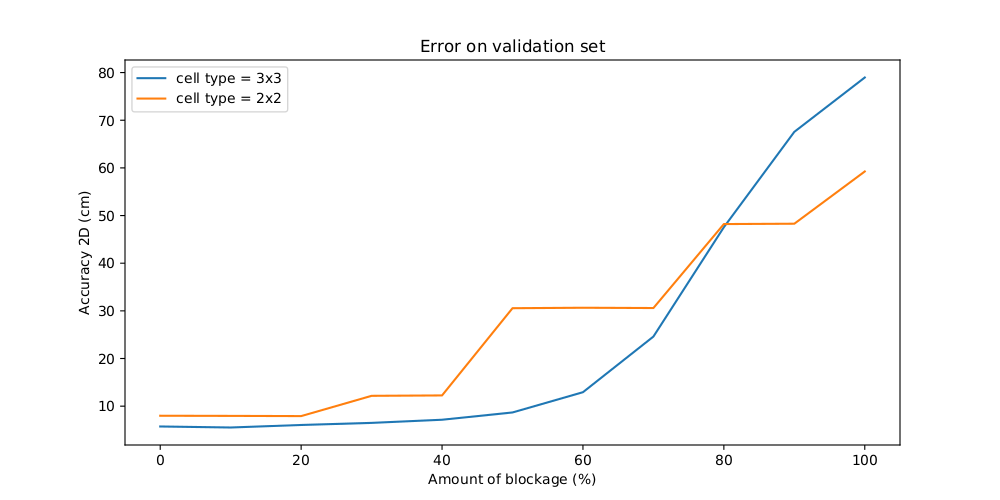 Error on validation set
cell type = 3x3
cell type = 2x2
Accuracy 2D (cm)
80
70
60
50
40
30
20
10
0 20 40 60 80 100
Amount of blockage (%)